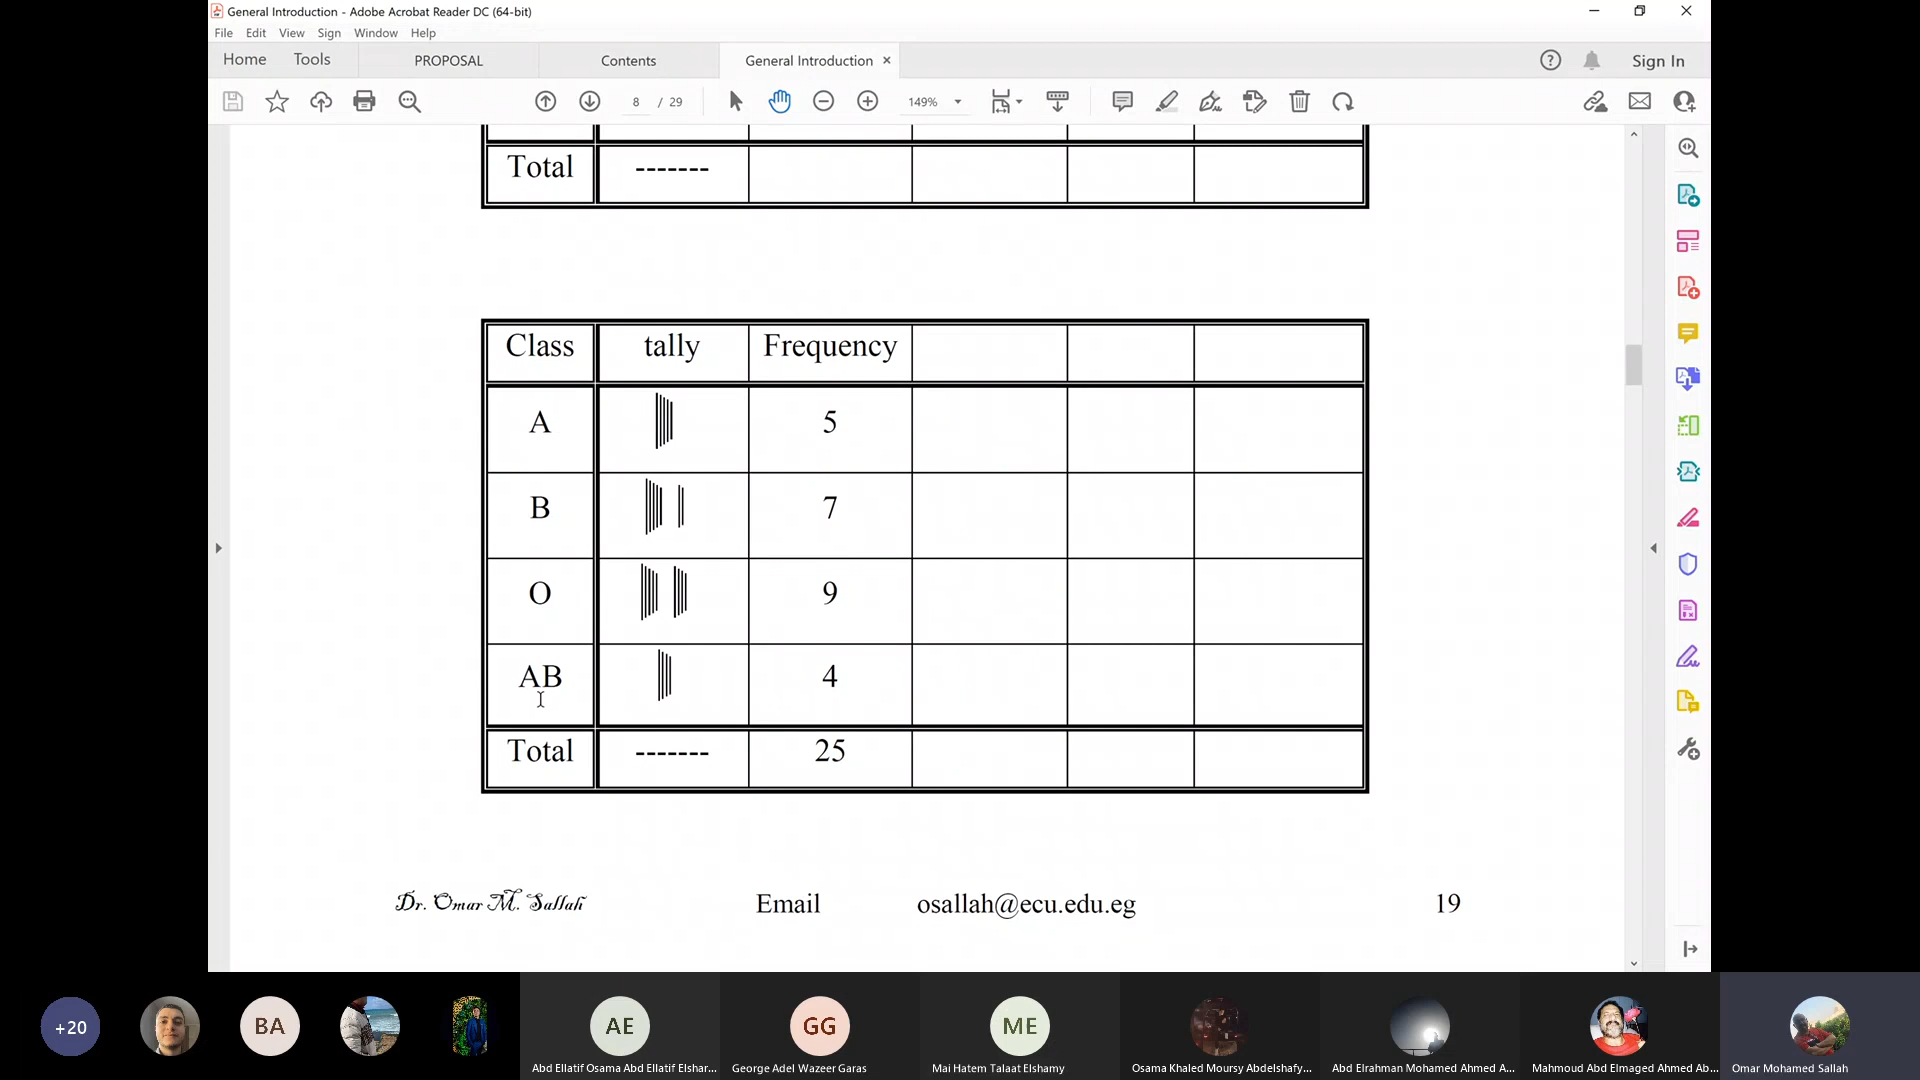 General Introduction - Adobe Acrobat Reader DC (64-bit)
File Edit View Sign Window Help
Home Tools PROPOSAL Contents General Introduction × Sign In
8 / 29 149%
Total -------
Class tally Frequency
A 5
B 7
O 9
AB 4
Total ------- 25
Dr. Omar M. Sallah Email osallah@ecu.edu.eg 19
+20 BA AE GG ME
Abd Ellatif Osama Abd Ellatif Elshar... George Adel Wazeer Garas Mai Hatem Talaat Elshamy Osama Khaled Moursy Abdelshafy... Abd Elrahman Mohamed Ahmed A... Mahmoud Abd Elmaged Ahmed Ab... Omar Mohamed Sallah